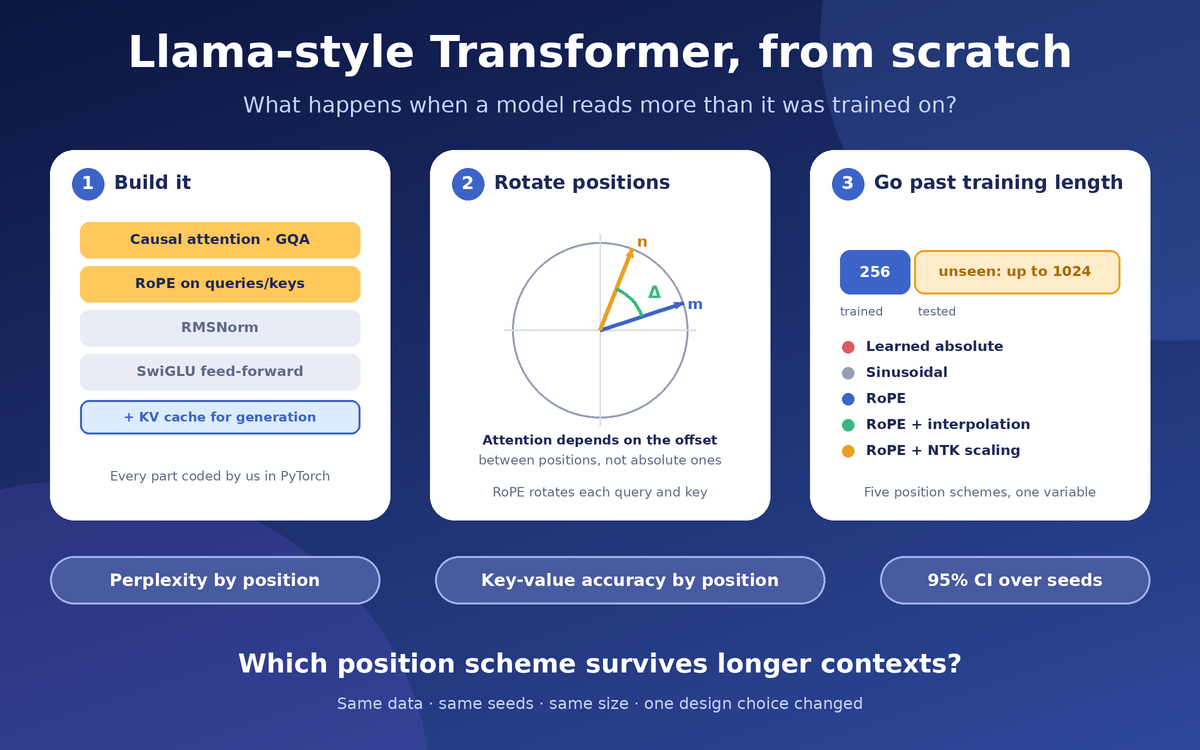 Llama-style Transformer, from scratch
What happens when a model reads more than it was trained on?
1 Build it
Causal attention · GQA
RoPE on queries/keys
RMSNorm
SwiGLU feed-forward
+ KV cache for generation
Every part coded by us in PyTorch
2 Rotate positions
n
Δ
m
Attention depends on the offset
between positions, not absolute ones
RoPE rotates each query and key
3 Go past training length
256 unseen: up to 1024
trained tested
Learned absolute
Sinusoidal
RoPE
RoPE + interpolation
RoPE + NTK scaling
Five position schemes, one variable
Perplexity by position
Key-value accuracy by position
95% CI over seeds
Which position scheme survives longer contexts?
Same data · same seeds · same size · one design choice changed